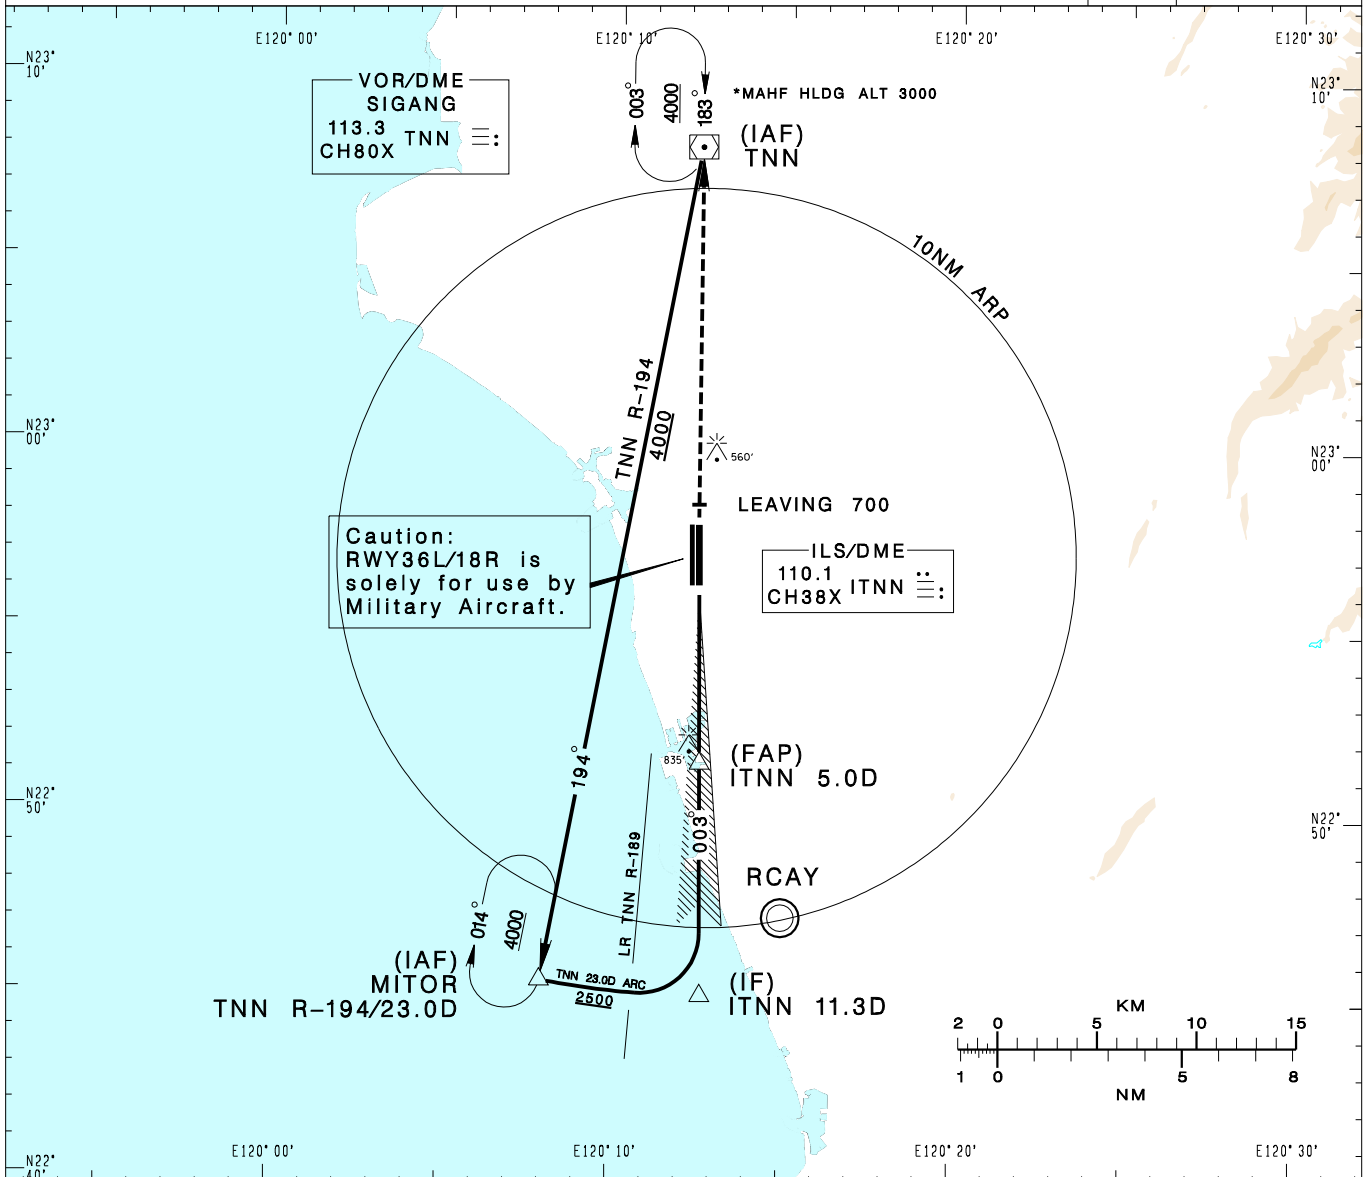 E120° 00'
E120° 10'
E120° 20'
E120° 30'
N23°
10'
N23°
10'
VOR/DME
SIGANG
113.3
CH80X
TNN
003°
4000
183°
*MAHF HLDG ALT 3000
(IAF)
TNN
10NM ARP
TNN R-194
4000
560'
N23°
00'
N23°
00'
LEAVING 700
Caution:
RWY36L/18R is
solely for use by
Military Aircraft.
ILS/DME
110.1
CH38X
ITNN
194°
835'
(FAP)
ITNN 5.0D
003°
N22°
50'
N22°
50'
LR TNN R-189
RCAY
014°
4000
(IAF)
MITOR
TNN R-194/23.0D
TNN 23.0D ARC
2500
(IF)
ITNN 11.3D
KM
2 0 5 10 15
1 0 5 8
NM
E120° 00'
E120° 10'
E120° 20'
E120° 30'
N22°
40'